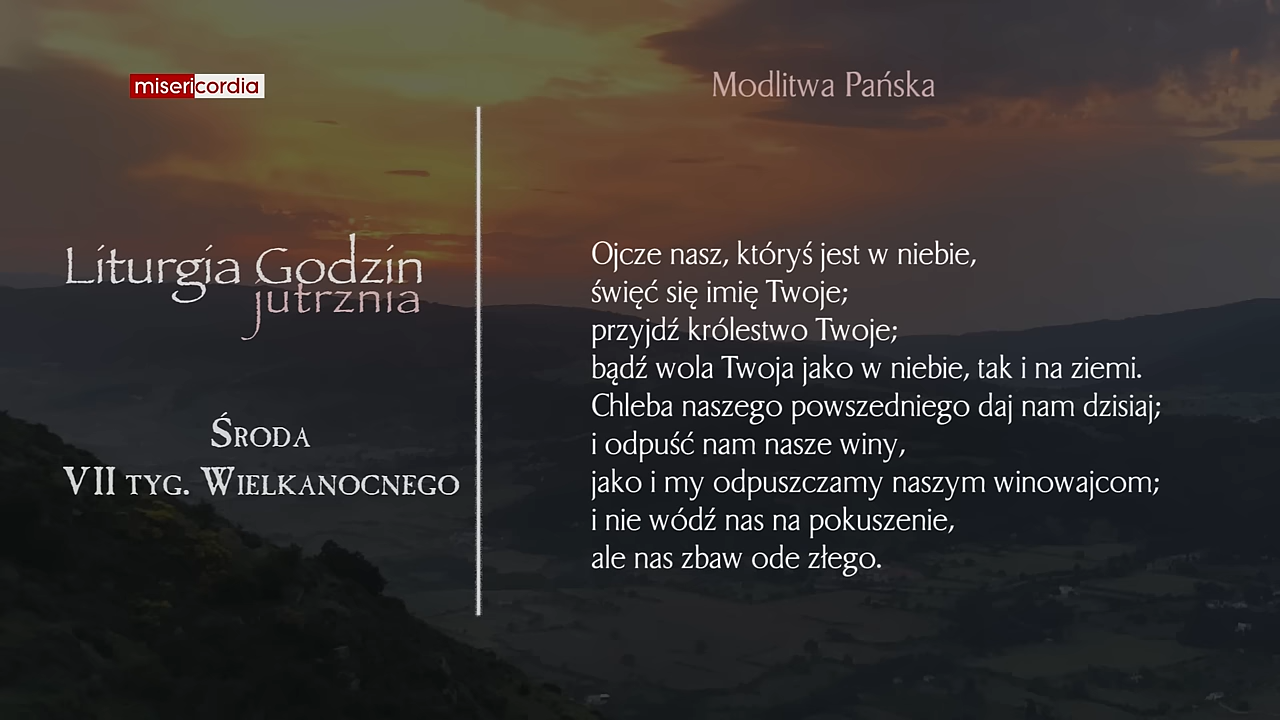 misericordia
Liturgia Godzin
jutrznia
Środa
VII tyg. Wielkanocnego
Modlitwa Pańska
Ojcze nasz, któryś jest w niebie,
święć się imię Twoje;
przyjdź królestwo Twoje;
bądź wola Twoja jako w niebie, tak i na ziemi.
Chleba naszego powszedniego daj nam dzisiaj;
i odpuść nam nasze winy,
jako i my odpuszczamy naszym winowajcom;
i nie wódź nas na pokuszenie,
ale nas zbaw ode złego.